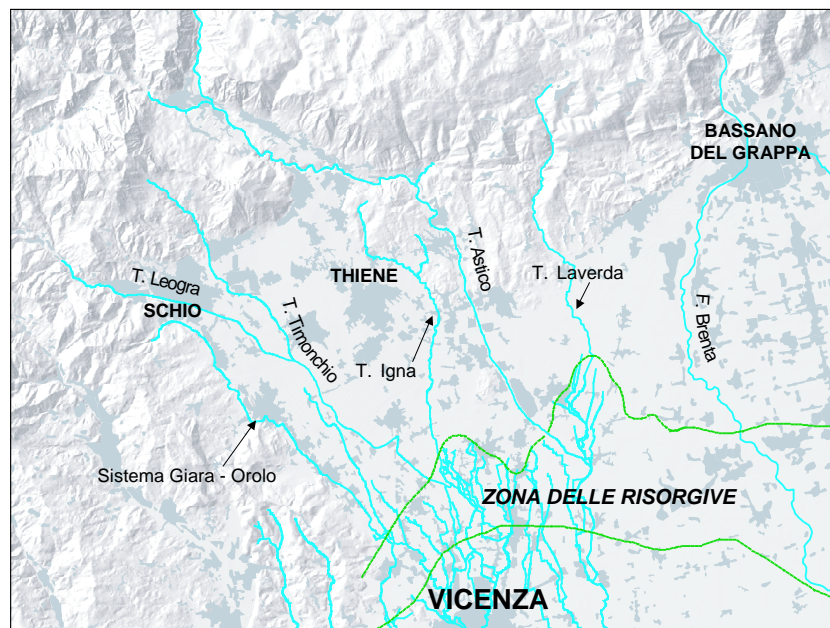 BASSANO
DEL GRAPPA
T. Astico
T. Laverda
THIENE
T. Leogra
SCHIO
T. Timonchio
F. Brenta
T. Igna
Sistema Giara - Orolo
ZONA DELLE RISORGIVE
VICENZA